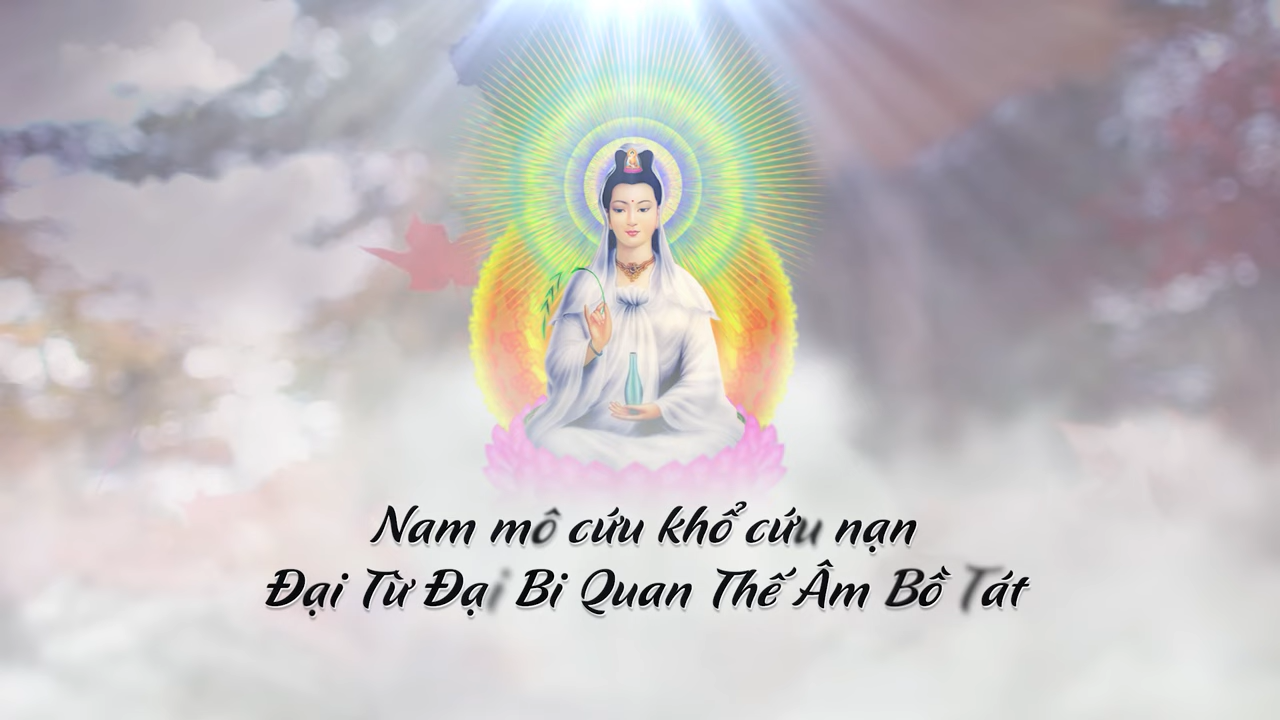 Nam mô cứu khổ cứu nạn
Đại Từ Đại Bi Quan Thế Âm Bồ Tát